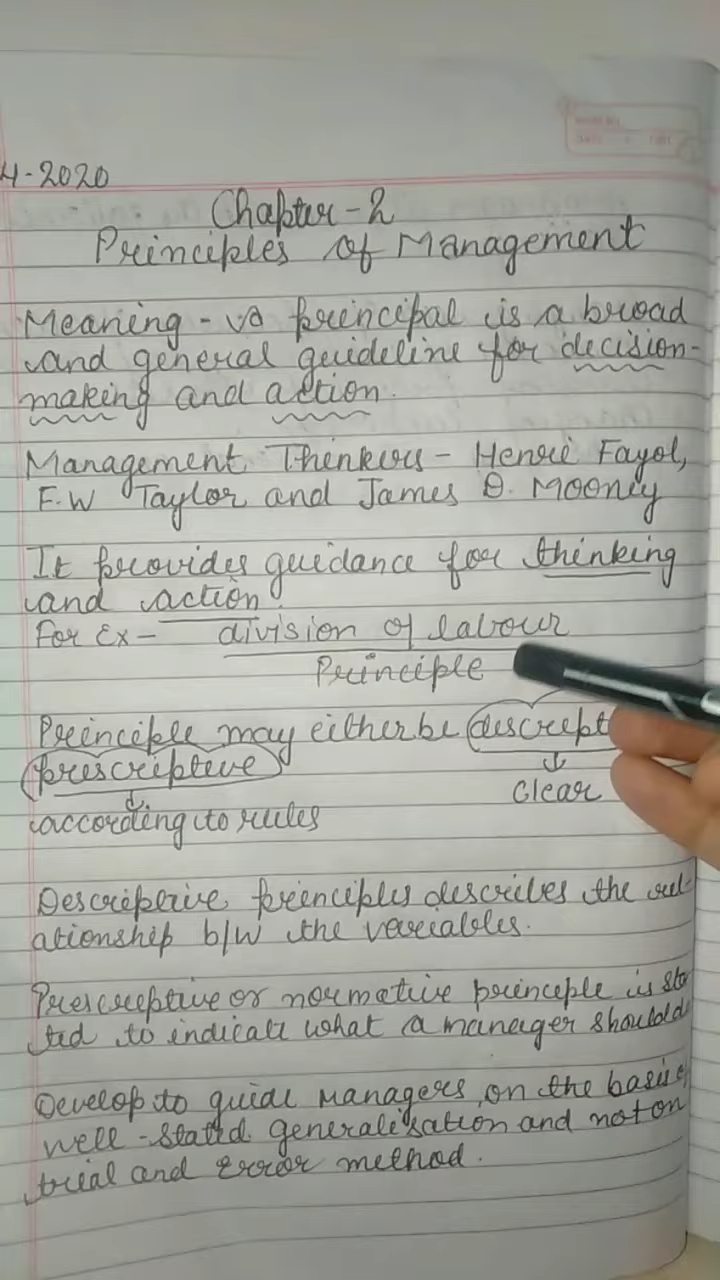 4-2020
Chapter-2
Principles of Management
Meaning - A principal is a broad
and general guideline for decision-
making and action.
Management Thinkers - Henri Fayol,
F.W Taylor and James D. Mooney
It provides guidance for thinking
and action.
For Ex - division of labour
Principle
Principle may either be descript
prescriptive
Clear
according to rules
Descriptive principles describes the rel-
ationship b/w the variables.
Prescriptive or normative principle is sta
ted to indicate what a manager should d
Develop to guide managers on the basis
well-stated generalisation and not on
trial and error method.